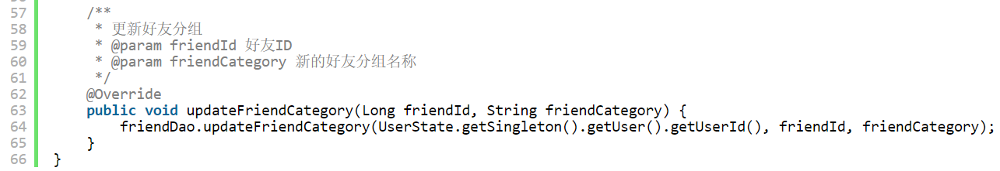 57 /**
58 * 更新好友分组
59 * @param friendId 好友ID
60 * @param friendCategory 新的好友分组名称
61 */
62 @Override
63 public void updateFriendCategory(Long friendId, String friendCategory) {
64 friendDao.updateFriendCategory(UserState.getSingleton().getUser().getUserId(), friendId, friendCategory);
65 }
66 }